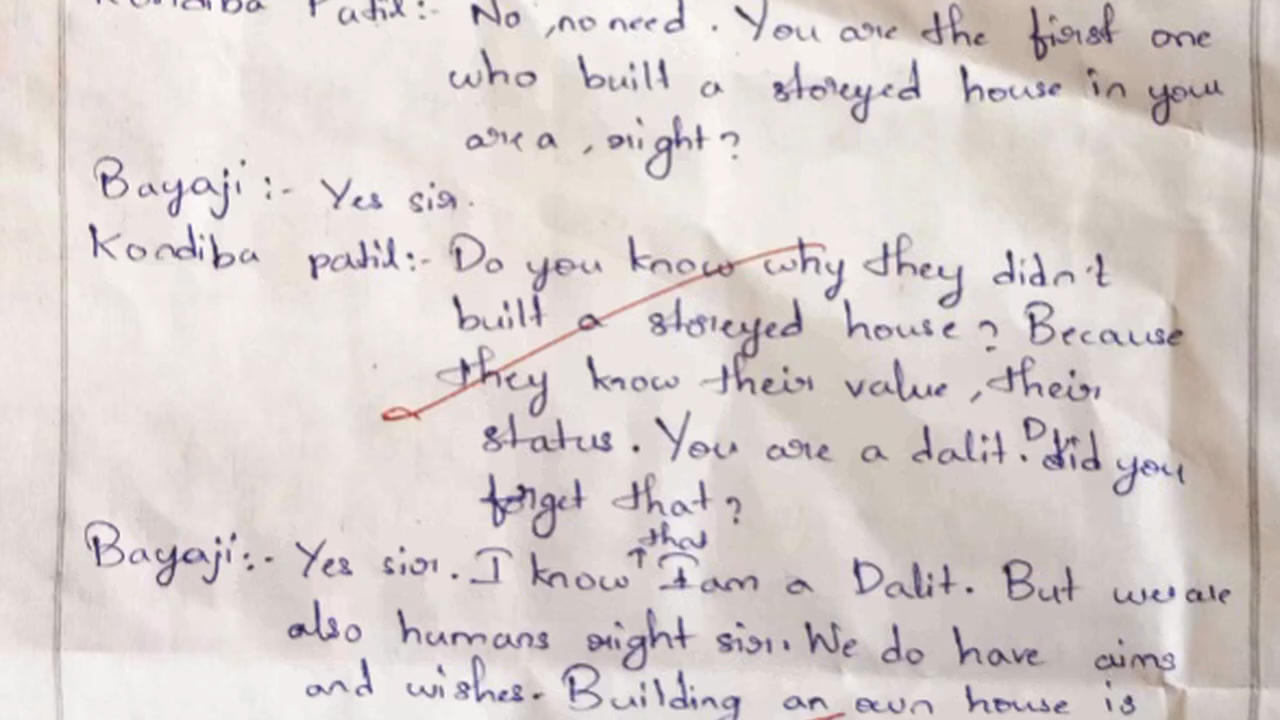 Kondiba Patil:- No ,no need . You are the first one
who built a storeyed house in your
area , right ?
Bayaji :- Yes sir.
Kondiba patil:- Do you know why they didn't
built a storeyed house ? Because
they know their value , their
status . You are a dalit . Did you
forget that ?
Bayaji:- Yes sir . I know that I am a Dalit . But we are
also humans right sir . We do have aims
and wishes . Building an own house is